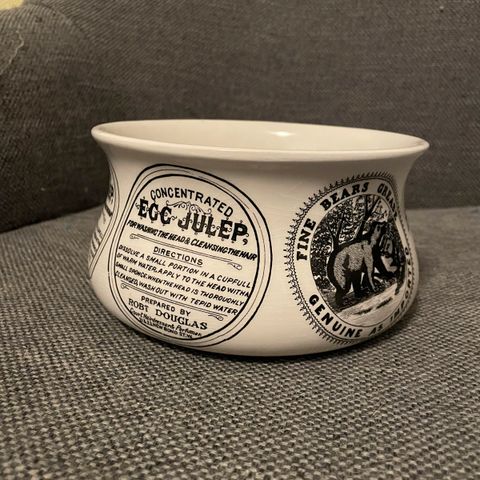 CONCENTRATED
EGG JULEP,
FOR WASHING THE HEAD & CLEANSING THE HAIR
DIRECTIONS
DISSOLVE A SMALL PORTION IN A CUPFULL
OF WARM WATER, APPLY TO THE HEAD WITH A
SMALL SPONGE, WHEN THE HEAD IS THOROUGHLY
CLEANSED, WASH OUT WITH TEPID WATER
PREPARED BY
ROBT DOUGLAS
FINE BEARS
GENUINE AS